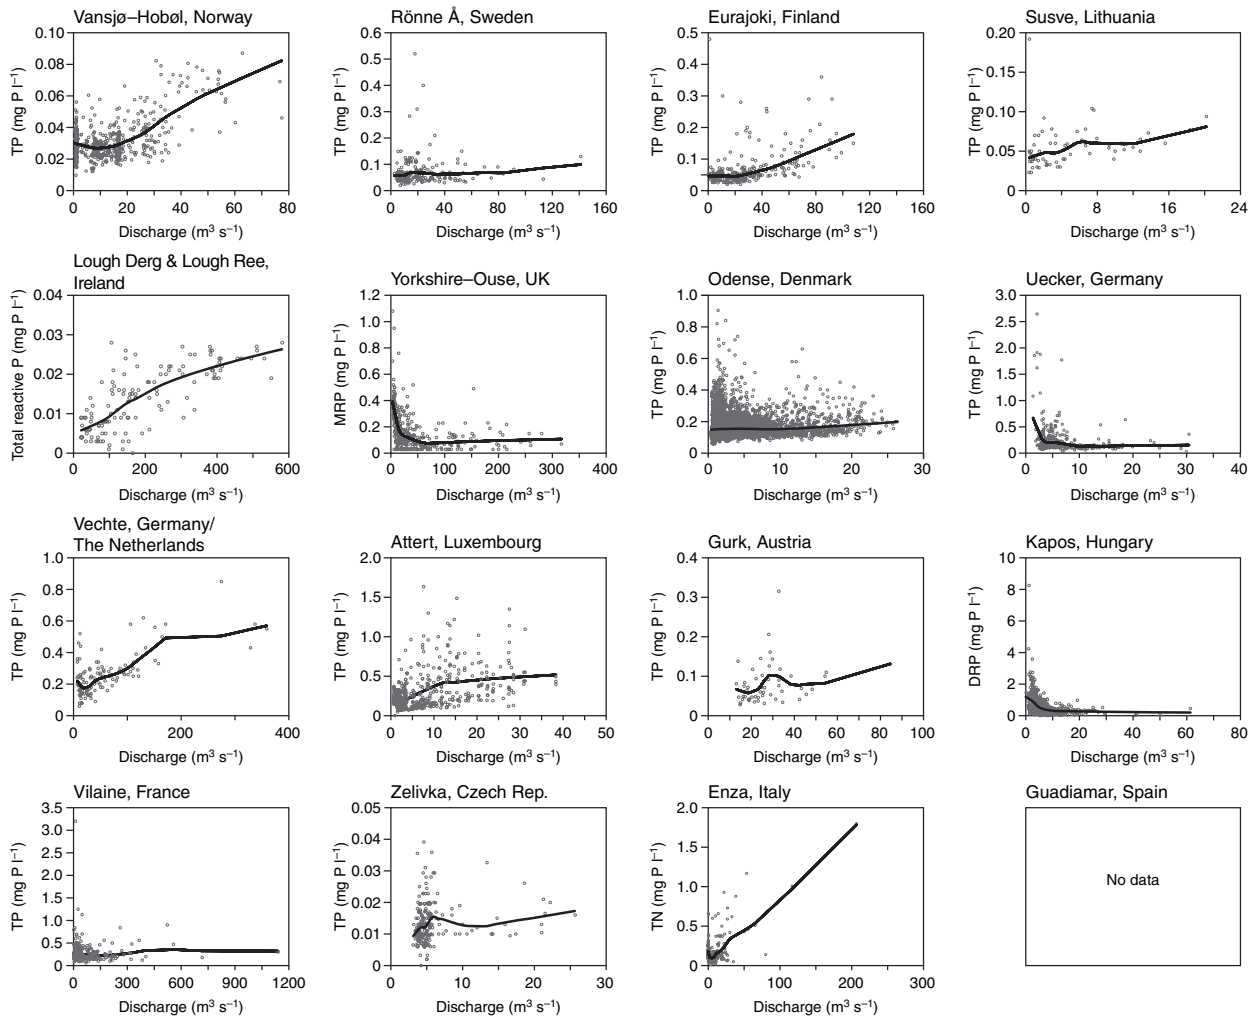 Vansjø–Hobøl, Norway
TP (mg P l⁻¹)
0.10
0.08
0.06
0.04
0.02
0
0 20 40 60 80
Discharge (m³ s⁻¹)
Rönne Å, Sweden
TP (mg P l⁻¹)
0.6
0.5
0.4
0.3
0.2
0.1
0
0 40 80 120 160
Discharge (m³ s⁻¹)
Eurajoki, Finland
TP (mg P l⁻¹)
0.5
0.4
0.3
0.2
0.1
0
0 40 80 120 160
Discharge (m³ s⁻¹)
Susve, Lithuania
TP (mg P l⁻¹)
0.20
0.15
0.10
0.05
0
0 8 16 24
Discharge (m³ s⁻¹)
Lough Derg & Lough Ree,
Ireland
Total reactive P (mg P l⁻¹)
0.04
0.03
0.02
0.01
0
0 200 400 600
Discharge (m³ s⁻¹)
Yorkshire–Ouse, UK
MRP (mg P l⁻¹)
1.2
1.0
0.8
0.6
0.4
0.2
0
0 100 200 300 400
Discharge (m³ s⁻¹)
Odense, Denmark
TP (mg P l⁻¹)
1.0
0.8
0.6
0.4
0.2
0
0 10 20 30
Discharge (m³ s⁻¹)
Uecker, Germany
TP (mg P l⁻¹)
3.0
2.5
2.0
1.5
1.0
0.5
0
0 10 20 30 40
Discharge (m³ s⁻¹)
Vechte, Germany/
The Netherlands
TP (mg P l⁻¹)
1.0
0.8
0.6
0.4
0.2
0
0 200 400
Discharge (m³ s⁻¹)
Attert, Luxembourg
TP (mg P l⁻¹)
2.0
1.5
1.0
0.5
0
0 10 20 30 40 50
Discharge (m³ s⁻¹)
Gurk, Austria
TP (mg P l⁻¹)
0.4
0.3
0.2
0.1
0
0 20 40 60 80 100
Discharge (m³ s⁻¹)
Kapos, Hungary
DRP (mg P l⁻¹)
10
8
6
4
2
0
0 20 40 60 80
Discharge (m³ s⁻¹)
Vilaine, France
TP (mg P l⁻¹)
3.5
3.5
3.0
2.5
1.5
1.0
0.5
0
0 300 600 900 1200
Discharge (m³ s⁻¹)
Zelivka, Czech Rep.
TP (mg P l⁻¹)
0.05
0.04
0.03
0.02
0.01
0
0 10 20 30
Discharge (m³ s⁻¹)
Enza, Italy
TN (mg P l⁻¹)
2.0
1.5
1.0
0.5
0
0 100 200 300
Discharge (m³ s⁻¹)
Guadiamar, Spain
No data